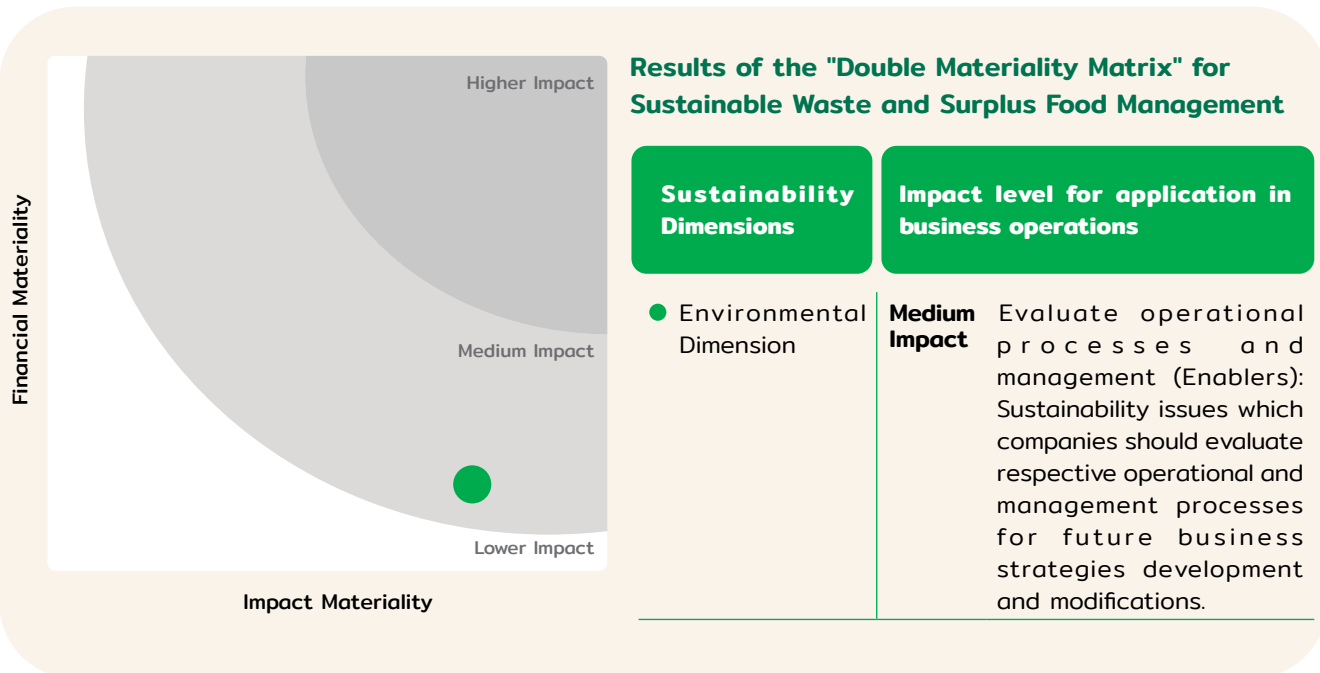 Higher Impact
Medium Impact
Lower Impact
Financial Materiality
Impact Materiality
Results of the "Double Materiality Matrix" for
Sustainable Waste and Surplus Food Management
Sustainability
Dimensions
Impact level for application in
business operations
Environmental
Dimension
Medium
Impact
Evaluate operational
processes and
management (Enablers):
Sustainability issues which
companies should evaluate
respective operational and
management processes
for future business
strategies development
and modifications.